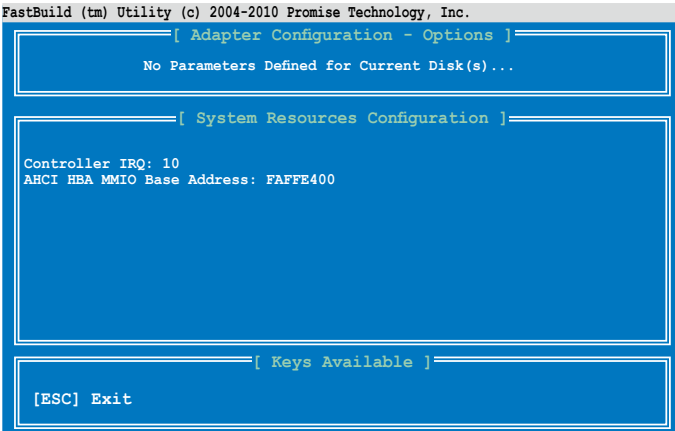 FastBuild (tm) Utility (c) 2004-2010 Promise Technology, Inc.
[ Adapter Configuration - Options ]
No Parameters Defined for Current Disk(s)...
[ System Resources Configuration ]
Controller IRQ: 10
AHCI HBA MMIO Base Address: FAFFE400
[ Keys Available ]
[ESC] Exit